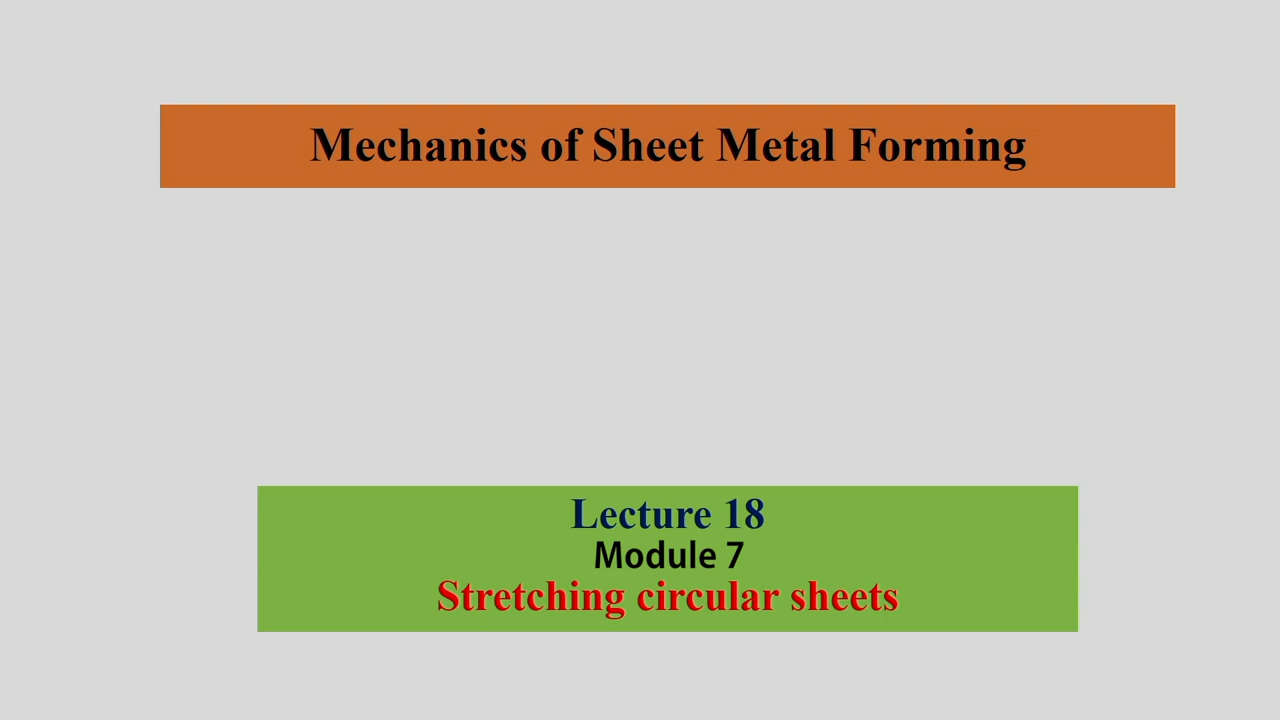 Mechanics of Sheet Metal Forming
Lecture 18
Module 7
Stretching circular sheets